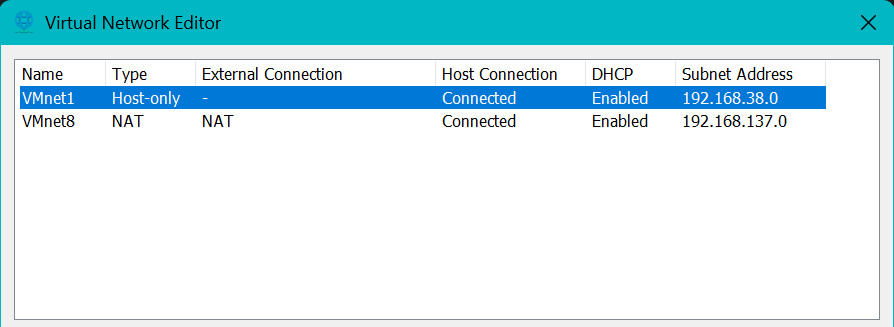 Virtual Network Editor
Name Type External Connection Host Connection DHCP Subnet Address
VMnet1 Host-only - Connected Enabled 192.168.38.0
VMnet8 NAT NAT Connected Enabled 192.168.137.0